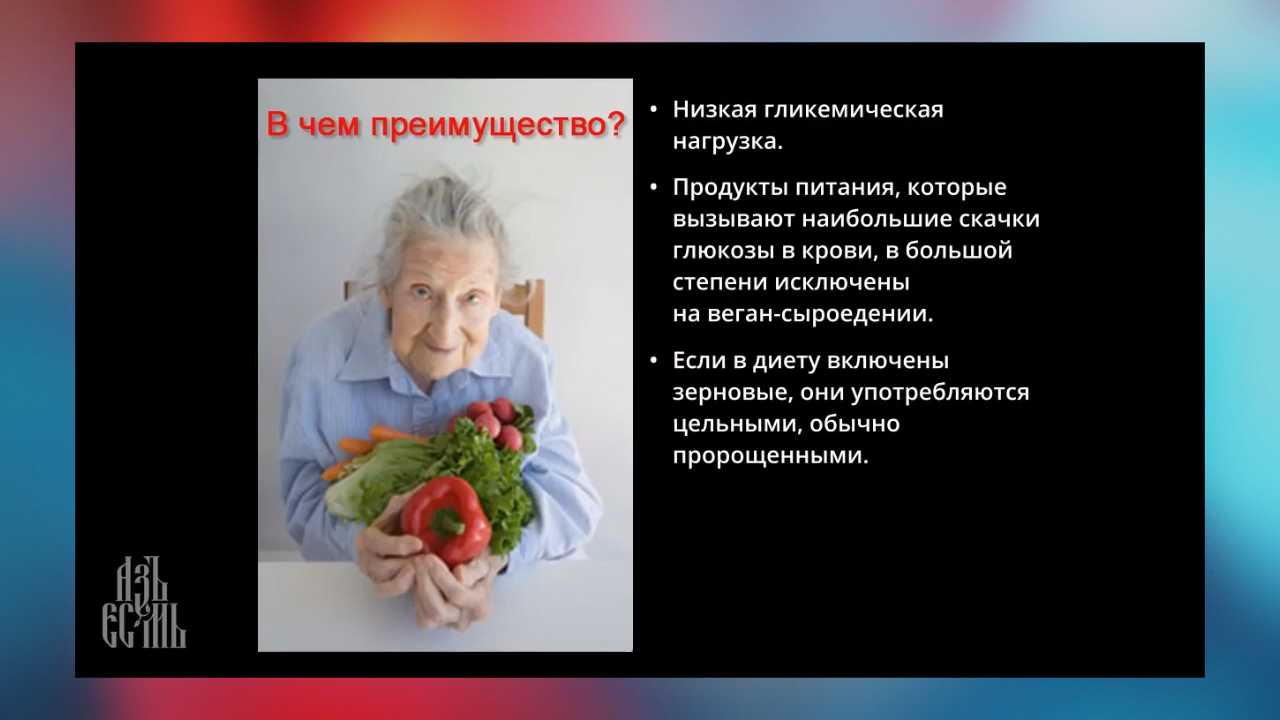 В чем преимущество?
• Низкая гликемическая
нагрузка.
• Продукты питания, которые
вызывают наибольшие скачки
глюкозы в крови, в большой
степени исключены
на веган-сыроедении.
• Если в диету включены
зерновые, они употребляются
цельными, обычно
пророщенными.
АЗЪ
ЕСМЬ